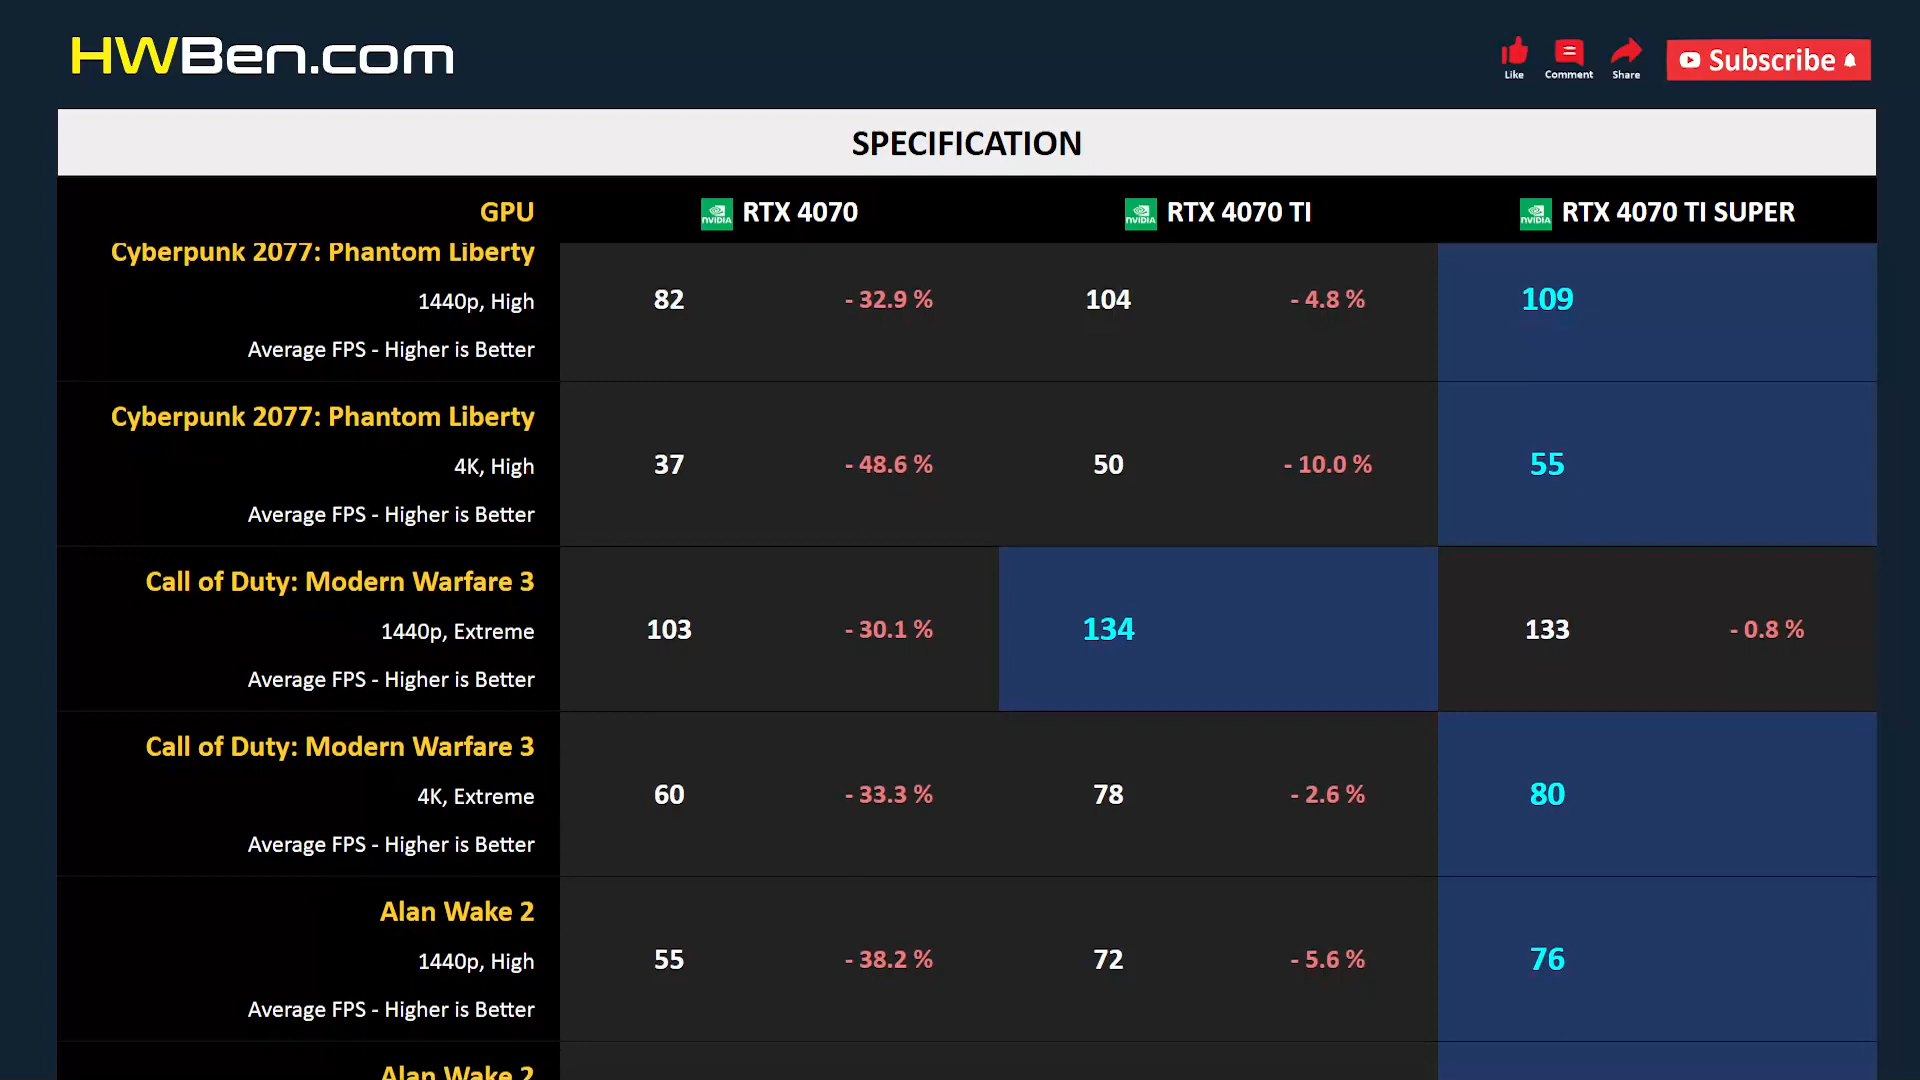 HWBen.com
Like Comment Share Subscribe
SPECIFICATION
GPU NVIDIA RTX 4070 NVIDIA RTX 4070 TI NVIDIA RTX 4070 TI SUPER
Cyberpunk 2077: Phantom Liberty
1440p, High 82 - 32.9 % 104 - 4.8 % 109
Average FPS - Higher is Better
Cyberpunk 2077: Phantom Liberty
4K, High 37 - 48.6 % 50 - 10.0 % 55
Average FPS - Higher is Better
Call of Duty: Modern Warfare 3
1440p, Extreme 103 - 30.1 % 134 133 - 0.8 %
Average FPS - Higher is Better
Call of Duty: Modern Warfare 3
4K, Extreme 60 - 33.3 % 78 - 2.6 % 80
Average FPS - Higher is Better
Alan Wake 2
1440p, High 55 - 38.2 % 72 - 5.6 % 76
Average FPS - Higher is Better
Alan Wake 2